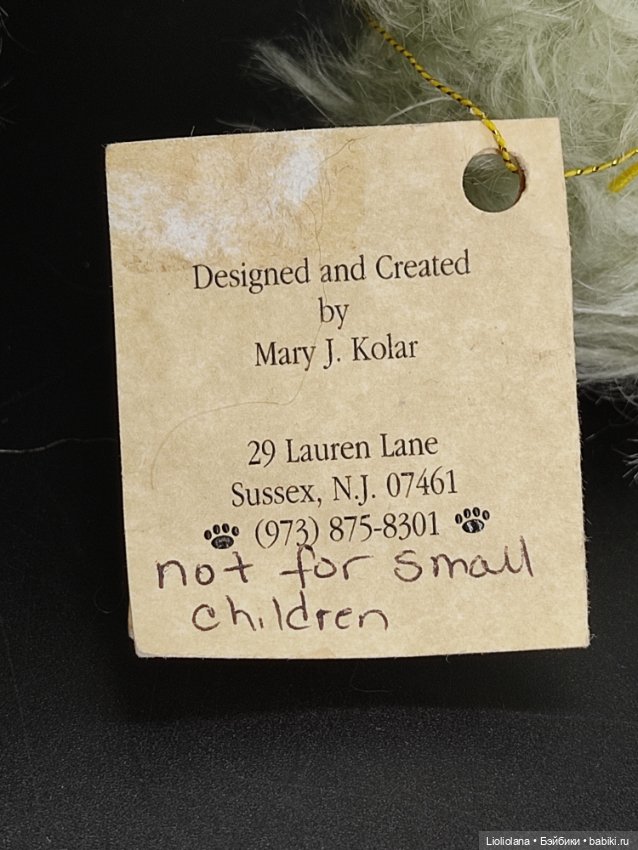 Designed and Created
by
Mary J. Kolar
29 Lauren Lane
Sussex, N.J. 07461
(973) 875-8301
not for small
children
Lioliolana • Бэйбики • babiki.ru